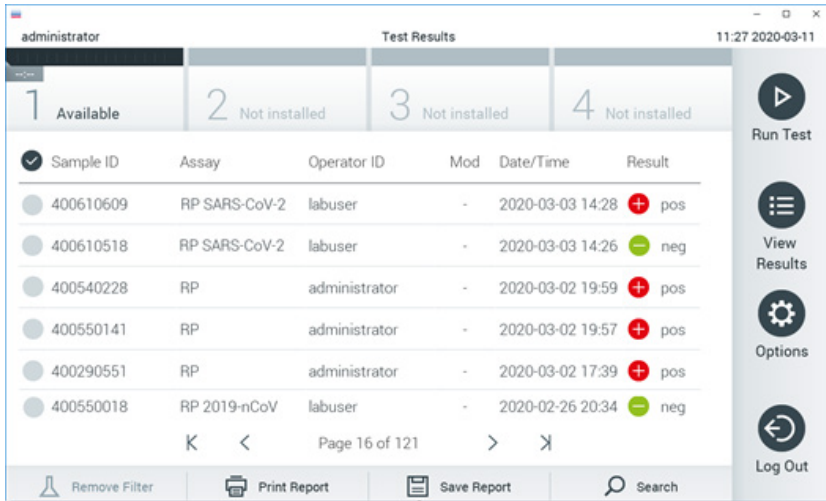 administrator Test Results 11:27 2020-03-11
--:--
1 Available 2 Not installed 3 Not installed 4 Not installed
Run Test
Sample ID Assay Operator ID Mod Date/Time Result
400610609 RP SARS-CoV-2 labuser - 2020-03-03 14:28 pos
400610518 RP SARS-CoV-2 labuser - 2020-03-03 14:26 neg
View
Results
400540228 RP administrator - 2020-03-02 19:59 pos
400550141 RP administrator - 2020-03-02 19:57 pos
Options
400290551 RP administrator - 2020-03-02 17:39 pos
400550018 RP 2019-nCoV labuser - 2020-02-26 20:34 neg
Page 16 of 121
Log Out
Remove Filter Print Report Save Report Search